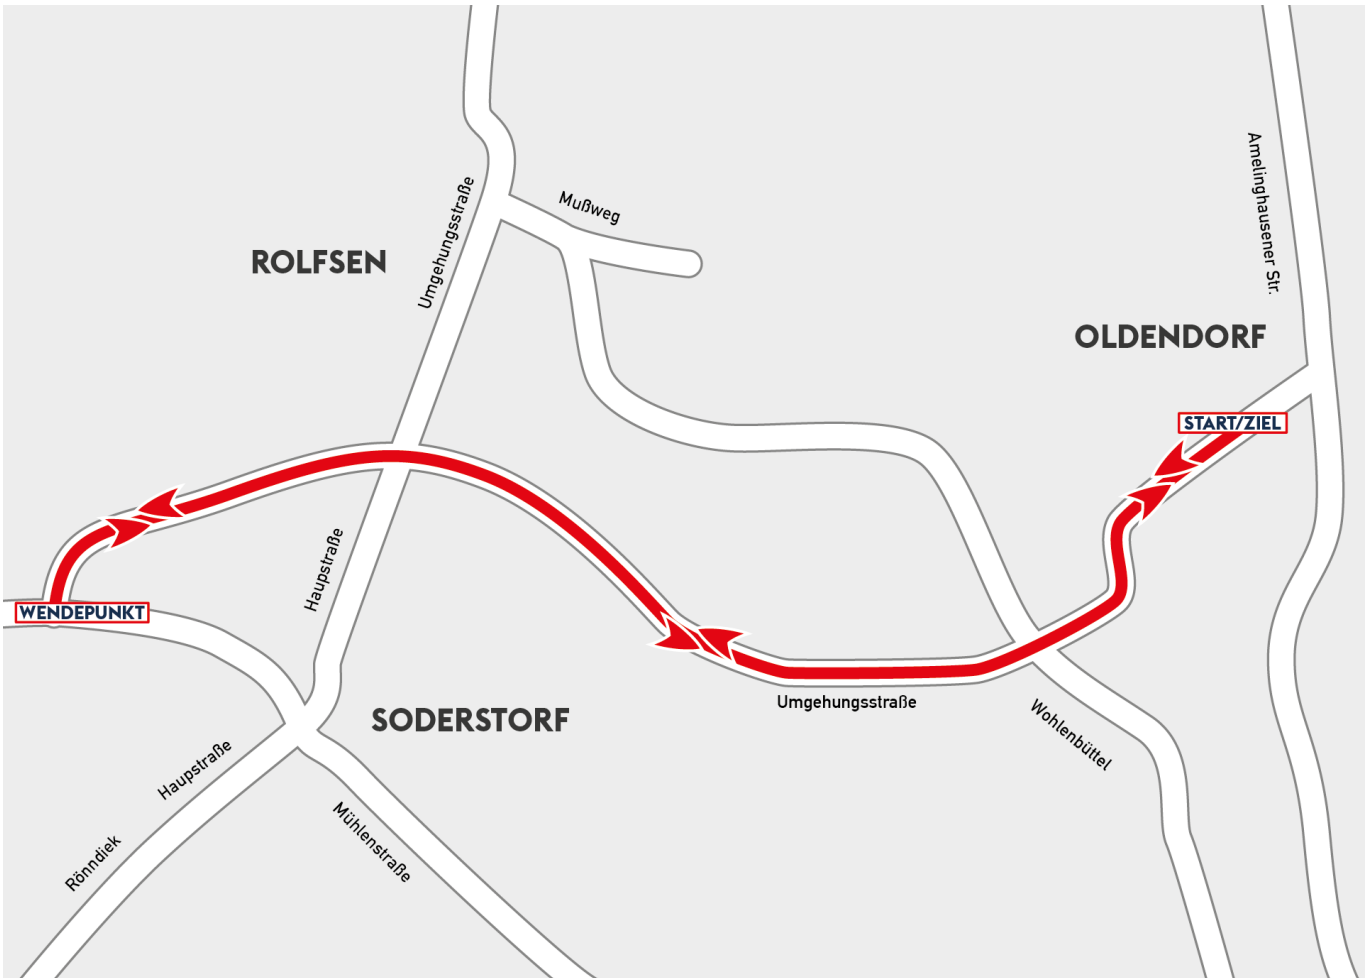 Amelinghausener Str.
Umgehungsstraße
Mußweg
ROLFSEN
OLDENDORF
START/ZIEL
Haupstraße
WENDEPUNKT
Umgehungsstraße
SODERSTORF
Wohlenbüttel
Haupstraße
Mühlenstraße
Rönndiek